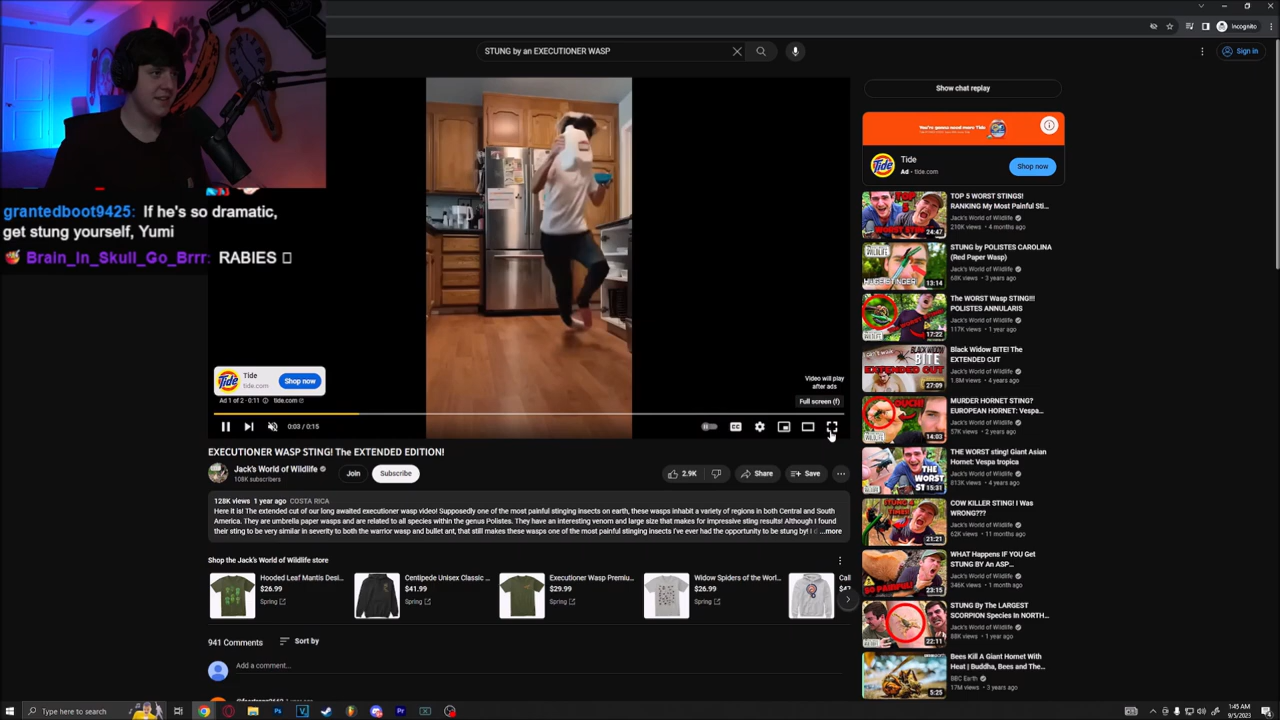 Incognito
STUNG by an EXECUTIONER WASP
Sign in
Show chat replay
You're gonna need more Tide
Tide
Ad · tide.com
Shop now
grantedboot9425: If he's so dramatic,
get stung yourself, Yumi
Brain_In_Skull_Go_Brrr: RABIES
Tide
tide.com
Shop now
Ad 1 of 2 · 0:11
tide.com
Video will play
after ads
Full screen (f)
0:03 / 0:15
EXECUTIONER WASP STING! The EXTENDED EDITION!
Jack's World of Wildlife
108K subscribers
Join
Subscribe
2.9K
Share
Save
128K views 1 year ago COSTA RICA
Here it is! The extended cut of our long awaited executioner wasp video! Supposedly one of the most painful stinging insects on earth, these wasps inhabit a variety of regions in both Central and South
America. They are umbrella paper wasps and are related to all species within the genus Polistes. They have an interesting venom and large size that makes for impressive sting results! Although I found
their sting to be very similar in severity to both the warrior wasp and bullet ant, that still makes these wasps one of the most painful stinging insects I've ever had the opportunity to be stung by! I d ...more
Shop the Jack's World of Wildlife store
Hooded Leaf Mantis Desi...
$26.99
Spring
Centipede Unisex Classic ...
$41.99
Spring
Executioner Wasp Premiu...
$29.99
Spring
Widow Spiders of the Worl...
$26.99
Spring
941 Comments
Sort by
Add a comment...
TOP 5
WORST STING
24:47
TOP 5 WORST STINGS!
RANKING My Most Painful Sti...
Jack's World of Wildlife
210K views · 4 months ago
HUGE STINGER
13:14
STUNG by POLISTES CAROLINA
(Red Paper Wasp)
Jack's World of Wildlife
68K views · 3 years ago
17:22
The WORST Wasp STING!!!
POLISTES ANNULARIS
Jack's World of Wildlife
117K views · 1 year ago
BITE
EXTENDED CUT
27:09
Black Widow BITE! The
EXTENDED CUT
Jack's World of Wildlife
1.8M views · 4 years ago
OUCH!
14:03
MURDER HORNET STING?
EUROPEAN HORNET: Vespa...
Jack's World of Wildlife
57K views · 2 years ago
THE WORST
15:31
THE WORST sting! Giant Asian
Hornet: Vespa tropica
Jack's World of Wildlife
813K views · 4 years ago
21:21
COW KILLER STING! I Was
WRONG???
Jack's World of Wildlife
62K views · 11 months ago
SO PAINFUL!
23:15
WHAT Happens IF YOU Get
STUNG BY An ASP...
Jack's World of Wildlife
346K views · 1 month ago
22:11
STUNG By The LARGEST
SCORPION Species In NORTH...
Jack's World of Wildlife
88K views · 1 year ago
5:25
Bees Kill A Giant Hornet With
Heat | Buddha, Bees and The...
BBC Earth
17M views · 3 years ago
Type here to search
1:45 AM
9/5/2023